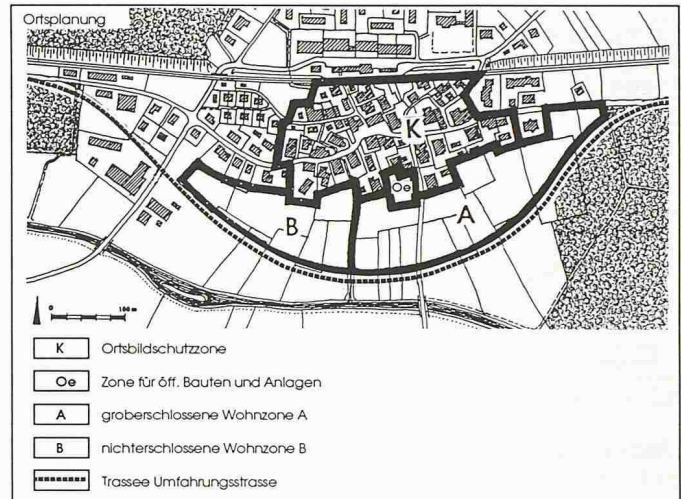 Ortsplanung
K
Oe
A
B
0 100 m
K Ortsbildschutzzone
Oe Zone für öff. Bauten und Anlagen
A groberschlossene Wohnzone A
B nichterschlossene Wohnzone B
Trassee Umfahrungsstrasse